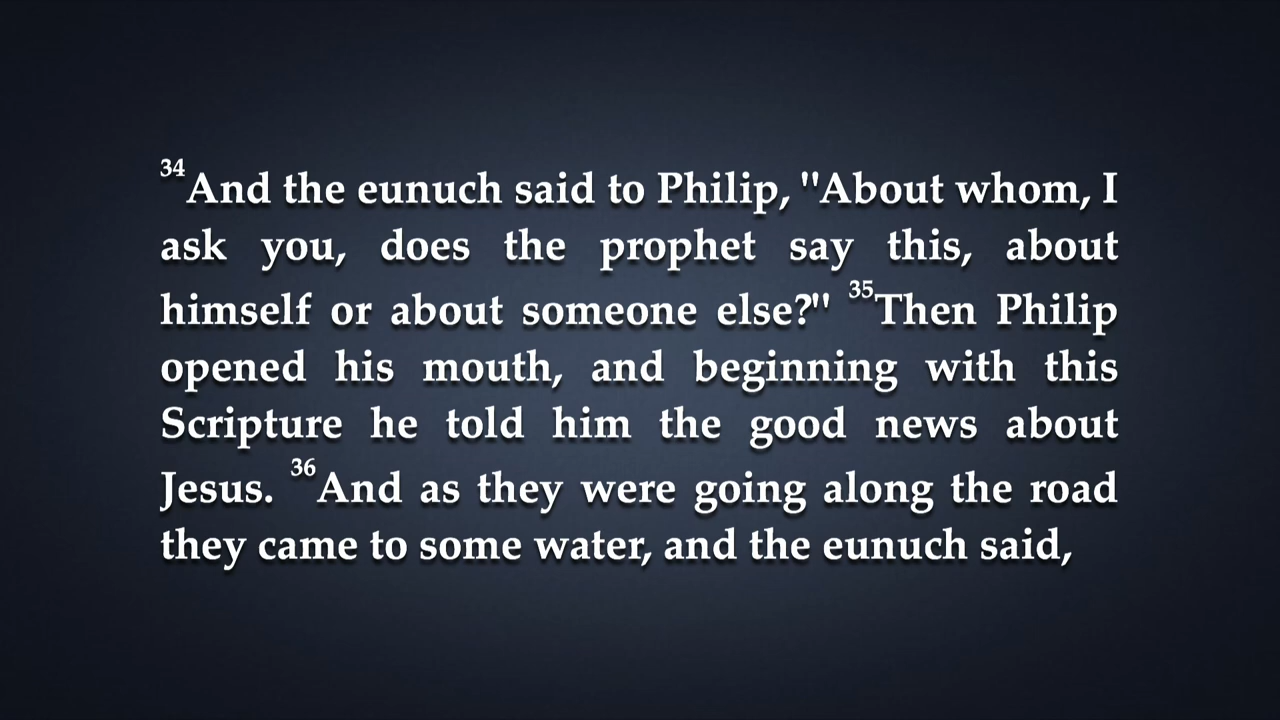 34And the eunuch said to Philip, "About whom, I
ask you, does the prophet say this, about
himself or about someone else?" 35Then Philip
opened his mouth, and beginning with this
Scripture he told him the good news about
Jesus. 36And as they were going along the road
they came to some water, and the eunuch said,